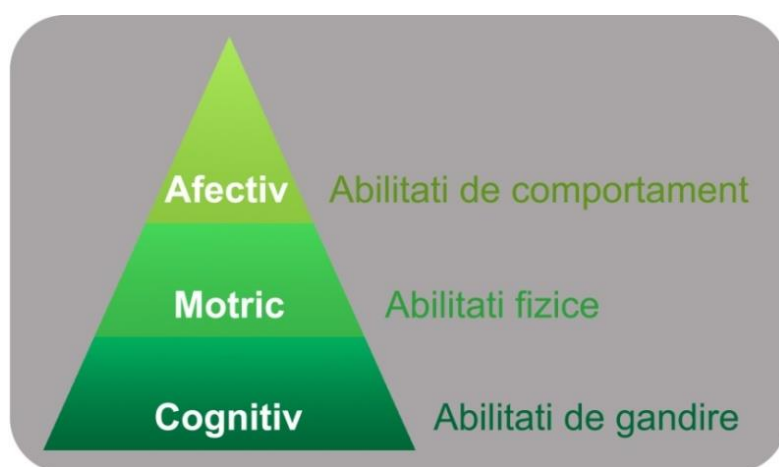 Afectiv Abilitati de comportament
Motric Abilitati fizice
Cognitiv Abilitati de gandire